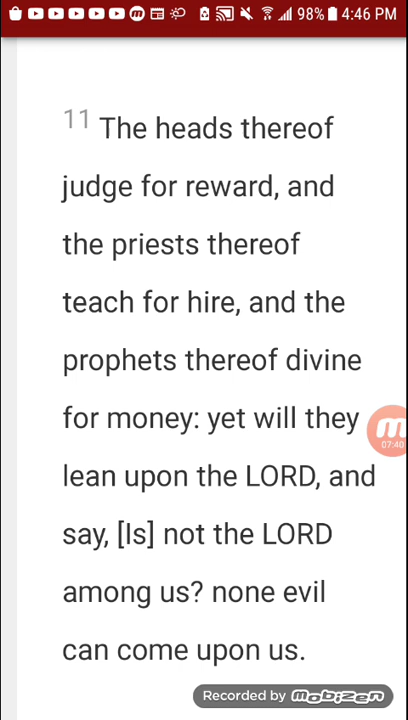 98% 4:46 PM
11 The heads thereof
judge for reward, and
the priests thereof
teach for hire, and the
prophets thereof divine
for money: yet will they
07:40
lean upon the LORD, and
say, [Is] not the LORD
among us? none evil
can come upon us.
Recorded by mobizen